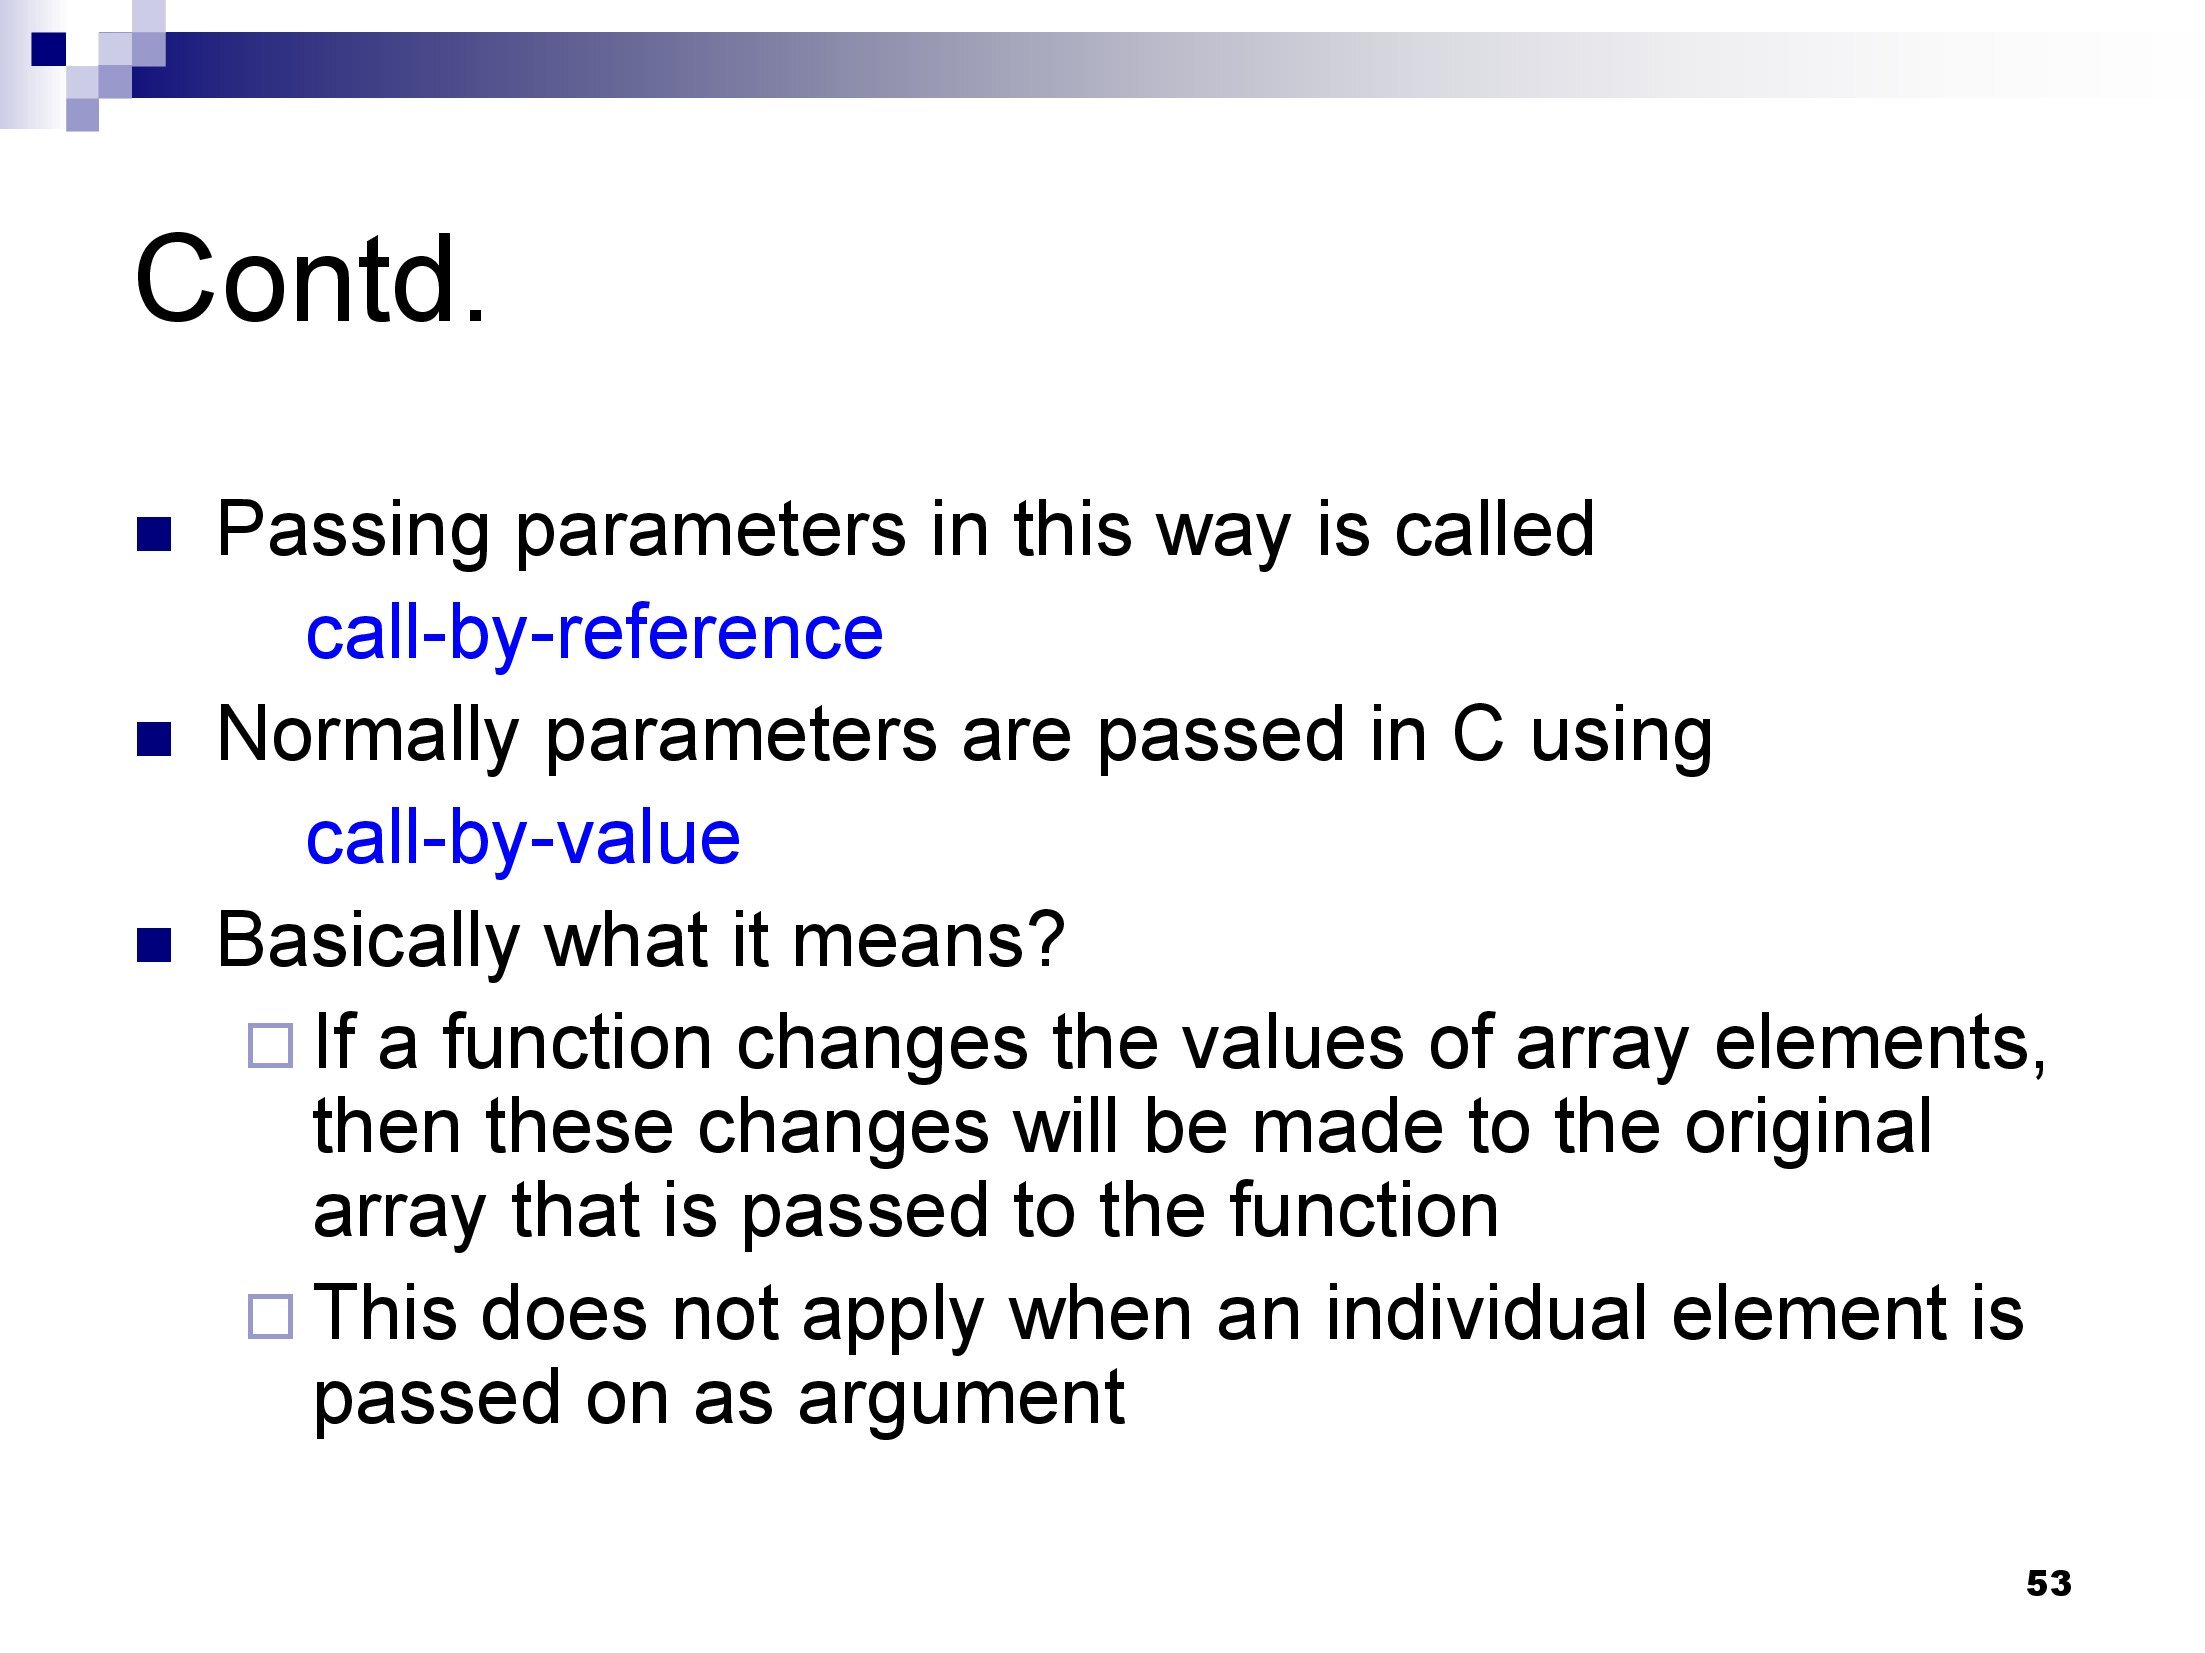 Contd.
Passing parameters in this way is called
call-by-reference
Normally parameters are passed in C using
call-by-value
Basically what it means?
If a function changes the values of array elements,
then these changes will be made to the original
array that is passed to the function
This does not apply when an individual element is
passed on as argument
53